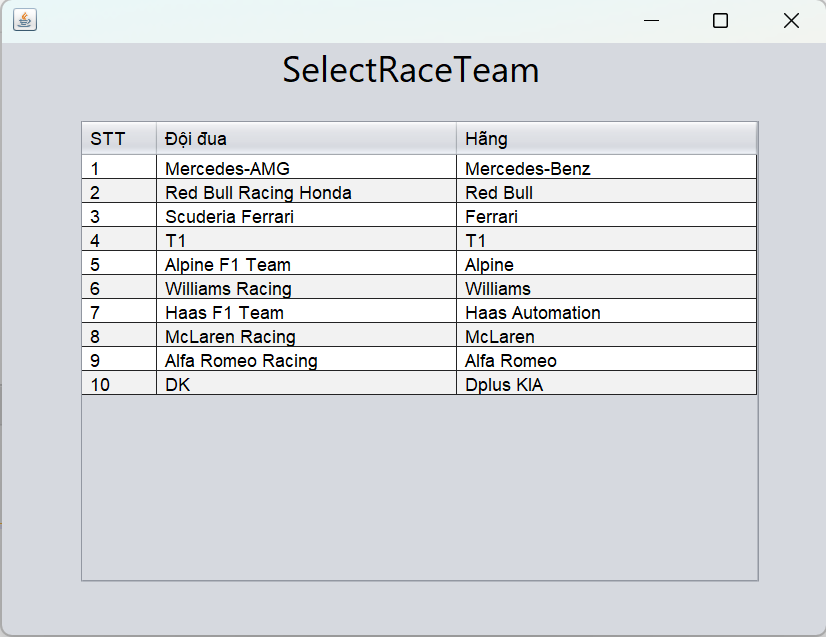 SelectRaceTeam
STT Đội đua Hãng
1 Mercedes-AMG Mercedes-Benz
2 Red Bull Racing Honda Red Bull
3 Scuderia Ferrari Ferrari
4 T1 T1
5 Alpine F1 Team Alpine
6 Williams Racing Williams
7 Haas F1 Team Haas Automation
8 McLaren Racing McLaren
9 Alfa Romeo Racing Alfa Romeo
10 DK Dplus KIA